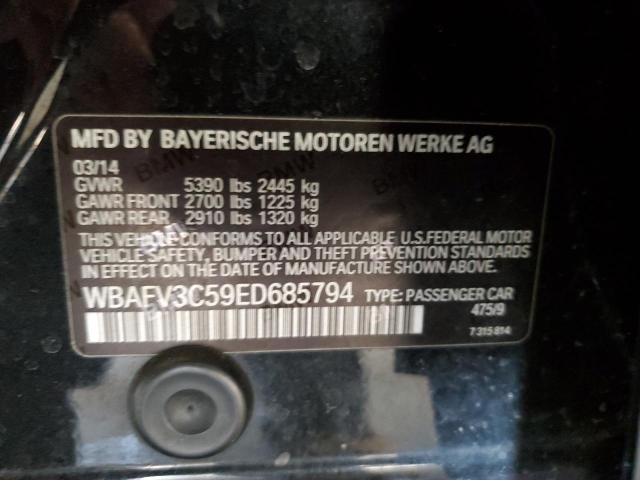 MFD BY BAYERISCHE MOTOREN WERKE AG
03/14
GVWR 5390 lbs 2445 kg
GAWR FRONT 2700 lbs 1225 kg
GAWR REAR 2910 lbs 1320 kg
THIS VEHICLE CONFORMS TO ALL APPLICABLE U.S.FEDERAL MOTOR
VEHICLE SAFETY, BUMPER AND THEFT PREVENTION STANDARDS
IN EFFECT ON THE DATE OF MANUFACTURE SHOWN ABOVE.
WBAFV3C59ED685794 TYPE: PASSENGER CAR
475/9
7 315 814